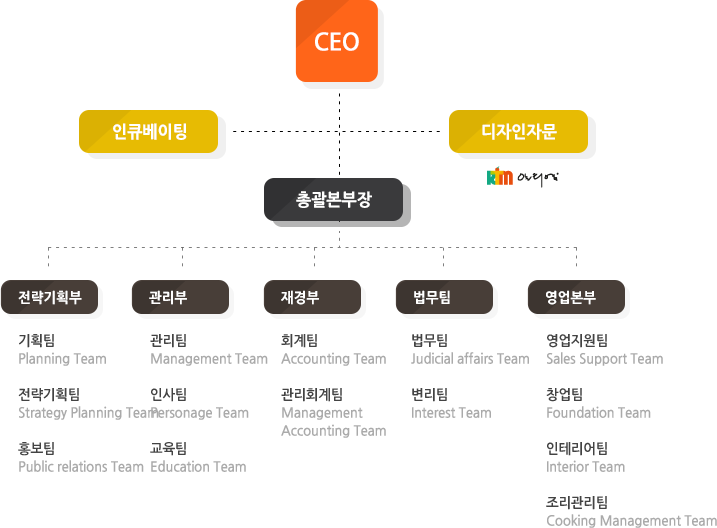 CEO
인큐베이팅
디자인자문
총괄본부장
전략기획부
관리부
재경부
법무팀
영업본부
기획팀
Planning Team
전략기획팀
Strategy Planning Team
홍보팀
Public relations Team
관리팀
Management Team
인사팀
Personage Team
교육팀
Education Team
회계팀
Accounting Team
관리회계팀
Management
Accounting Team
법무팀
Judicial affairs Team
변리팀
Interest Team
영업지원팀
Sales Support Team
창업팀
Foundation Team
인테리어팀
Interior Team
조리관리팀
Cooking Management Team